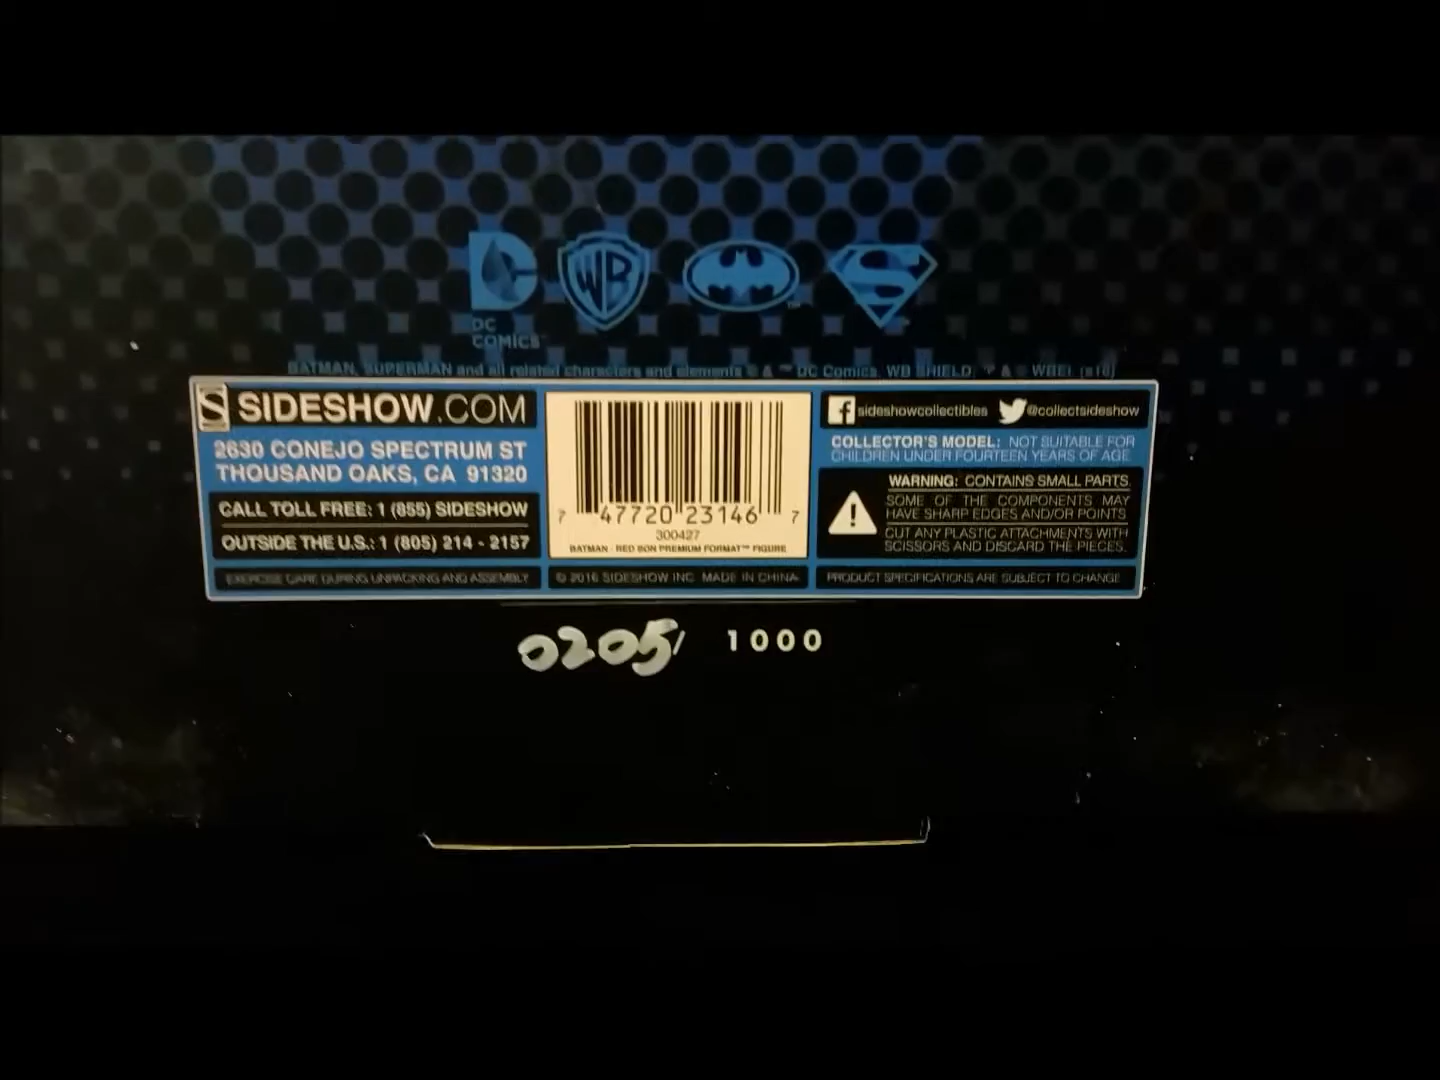 DC
COMICS™
WB
S
BATMAN, SUPERMAN and all related characters and elements © & ™ DC Comics. WB SHIELD: ™ & © WBEI. (s16)
S SIDESHOW.COM
2630 CONEJO SPECTRUM ST
THOUSAND OAKS, CA 91320
CALL TOLL FREE: 1 (855) SIDESHOW
OUTSIDE THE U.S.: 1 (805) 214 - 2157
EXERCISE CARE DURING UNPACKING AND ASSEMBLY
7 47720 23146 7
300427
BATMAN - RED SON PREMIUM FORMAT™ FIGURE
© 2016 SIDESHOW INC. MADE IN CHINA
f sideshowcollectibles @collectsideshow
COLLECTOR'S MODEL: NOT SUITABLE FOR
CHILDREN UNDER FOURTEEN YEARS OF AGE
WARNING: CONTAINS SMALL PARTS.
SOME OF THE COMPONENTS MAY
HAVE SHARP EDGES AND/OR POINTS
CUT ANY PLASTIC ATTACHMENTS WITH
SCISSORS AND DISCARD THE PIECES.
PRODUCT SPECIFICATIONS ARE SUBJECT TO CHANGE
0205/ 1000